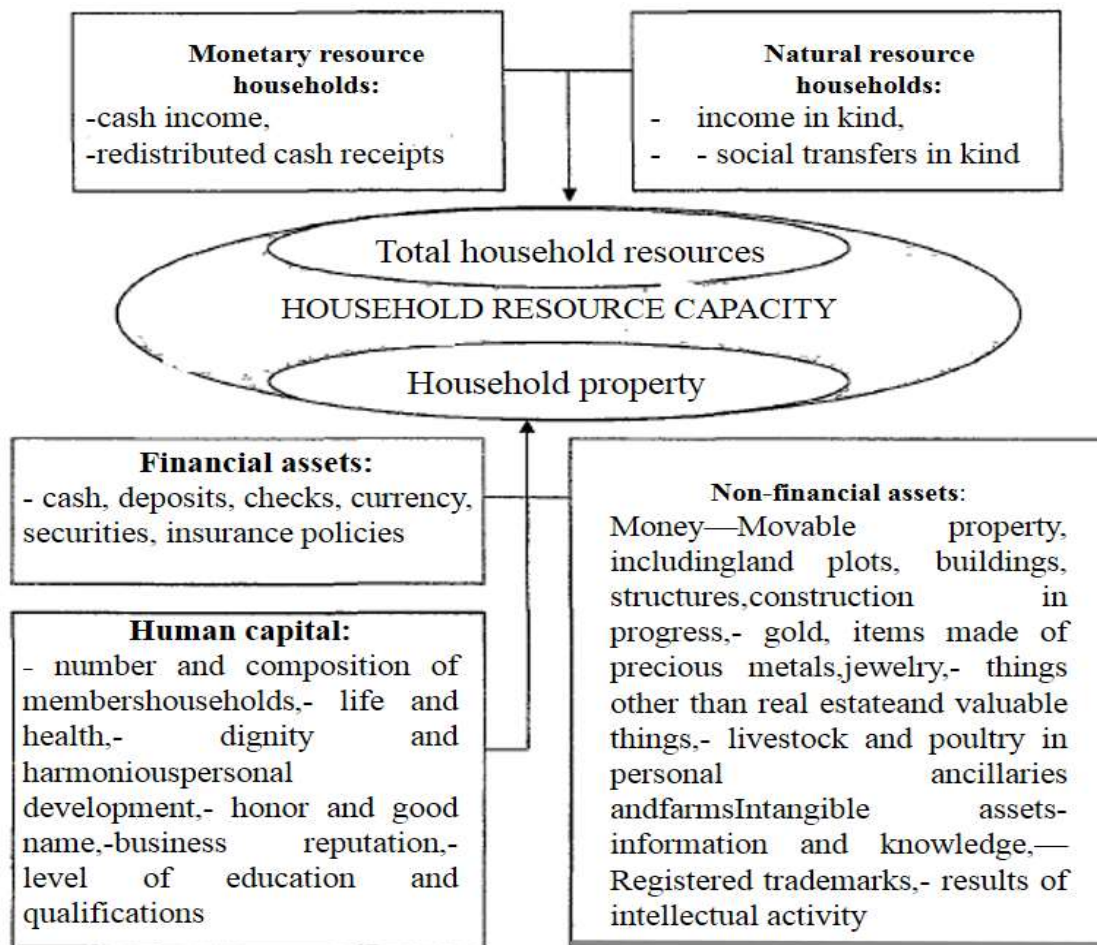 Monetary resource
households:
-cash income,
-redistributed cash receipts
Natural resource
households:
- income in kind,
- - social transfers in kind
Total household resources
HOUSEHOLD RESOURCE CAPACITY
Household property
Financial assets:
- cash, deposits, checks, currency,
securities, insurance policies
Human capital:
- number and composition of
membershouseholds,- life and
health,- dignity and
harmoniouspersonal
development,- honor and good
name,-business reputation,-
level of education and
qualifications
Non-financial assets:
Money—Movable property,
includingland plots, buildings,
structures,construction in
progress,- gold, items made of
precious metals,jewelry,- things
other than real estateand valuable
things,- livestock and poultry in
personal ancillaries
andfarmsIntangible assets-
information and knowledge,—
Registered trademarks,- results of
intellectual activity